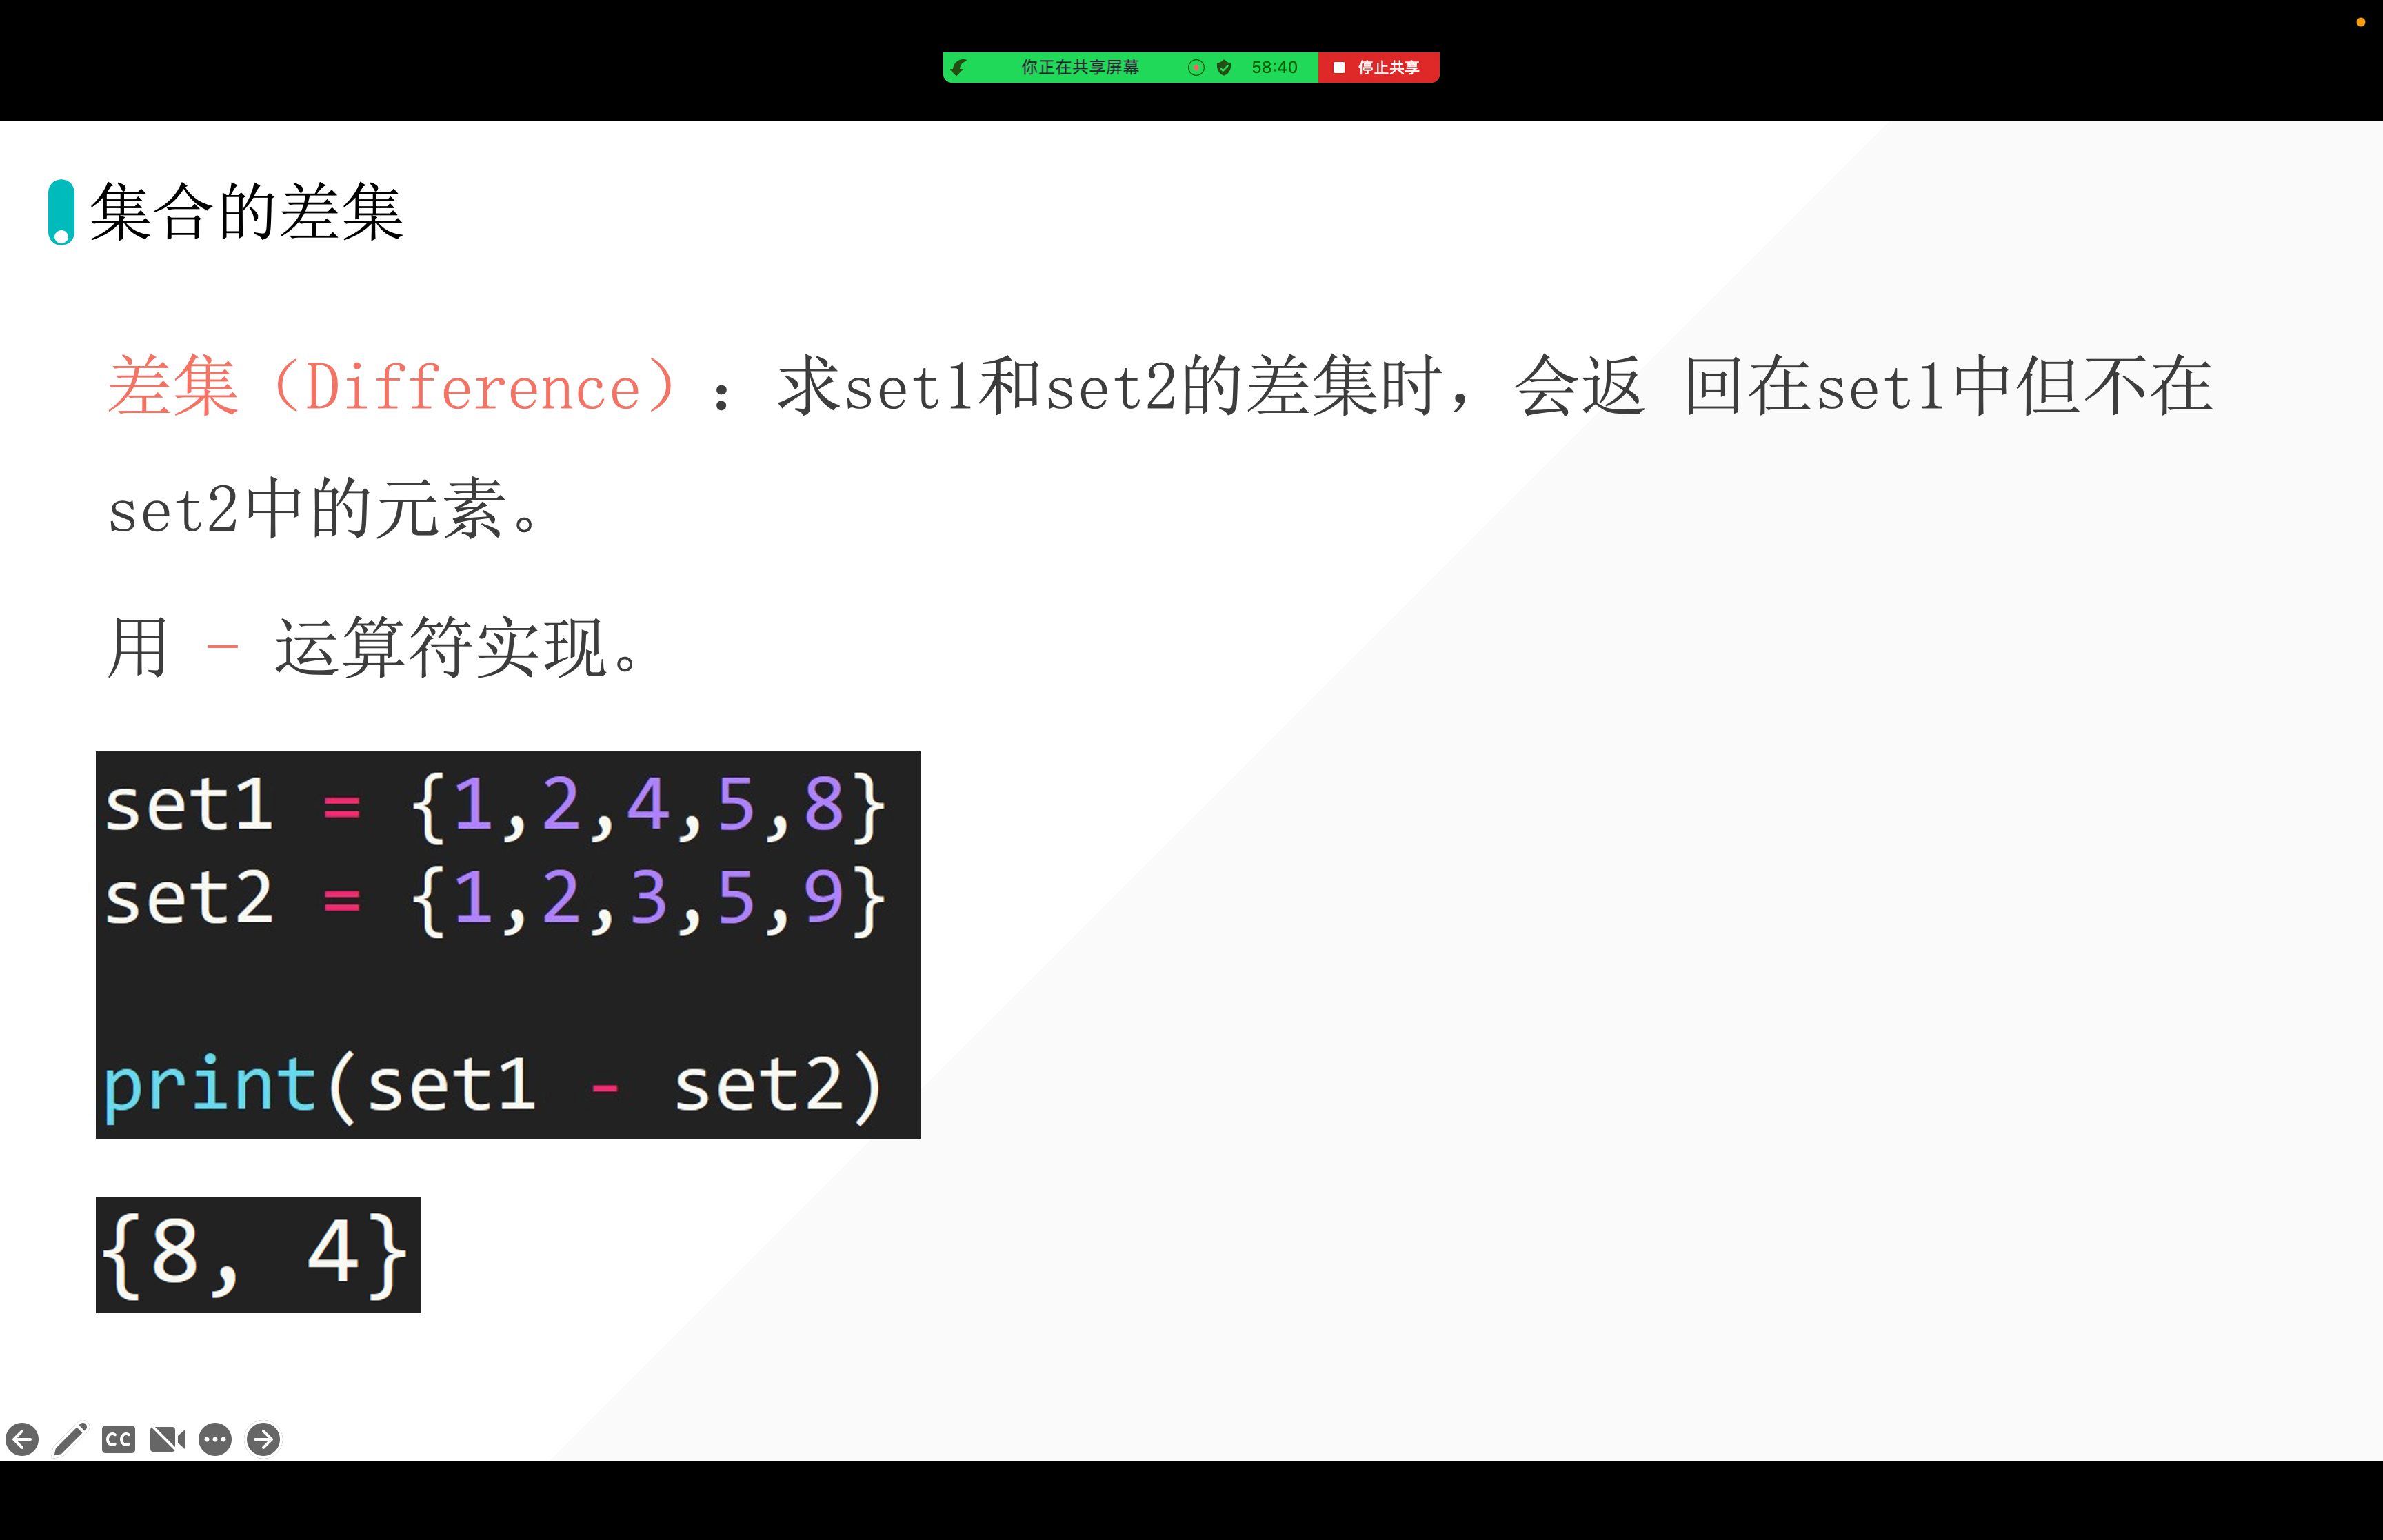 你正在共享屏幕 58:40 停止共享
集合的差集
差集（Difference）：求set1和set2的差集时，会返 回在set1中但不在
set2中的元素。
用 - 运算符实现。
set1 = {1,2,4,5,8}
set2 = {1,2,3,5,9}
print(set1 - set2)
{8, 4}
CC